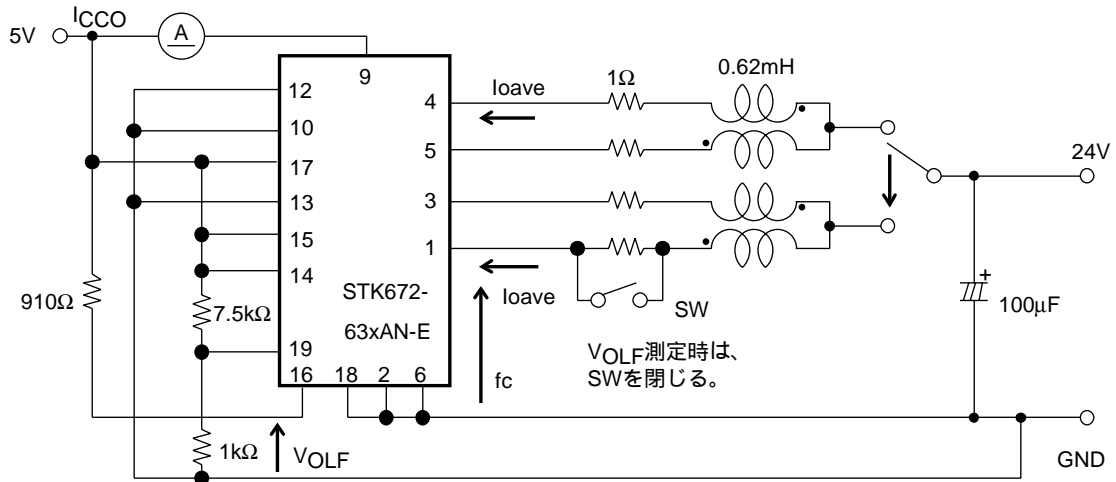 5V
ICCO
A
9
12
10
17
13
15
14
19
16
18
2
6
4
5
3
1
STK672-
63xAN-E
Ioave
1Ω
0.62mH
24V
Ioave
SW
VOLF測定時は、
SWを閉じる。
fc
+
100μF
910Ω
7.5kΩ
1kΩ
VOLF
GND